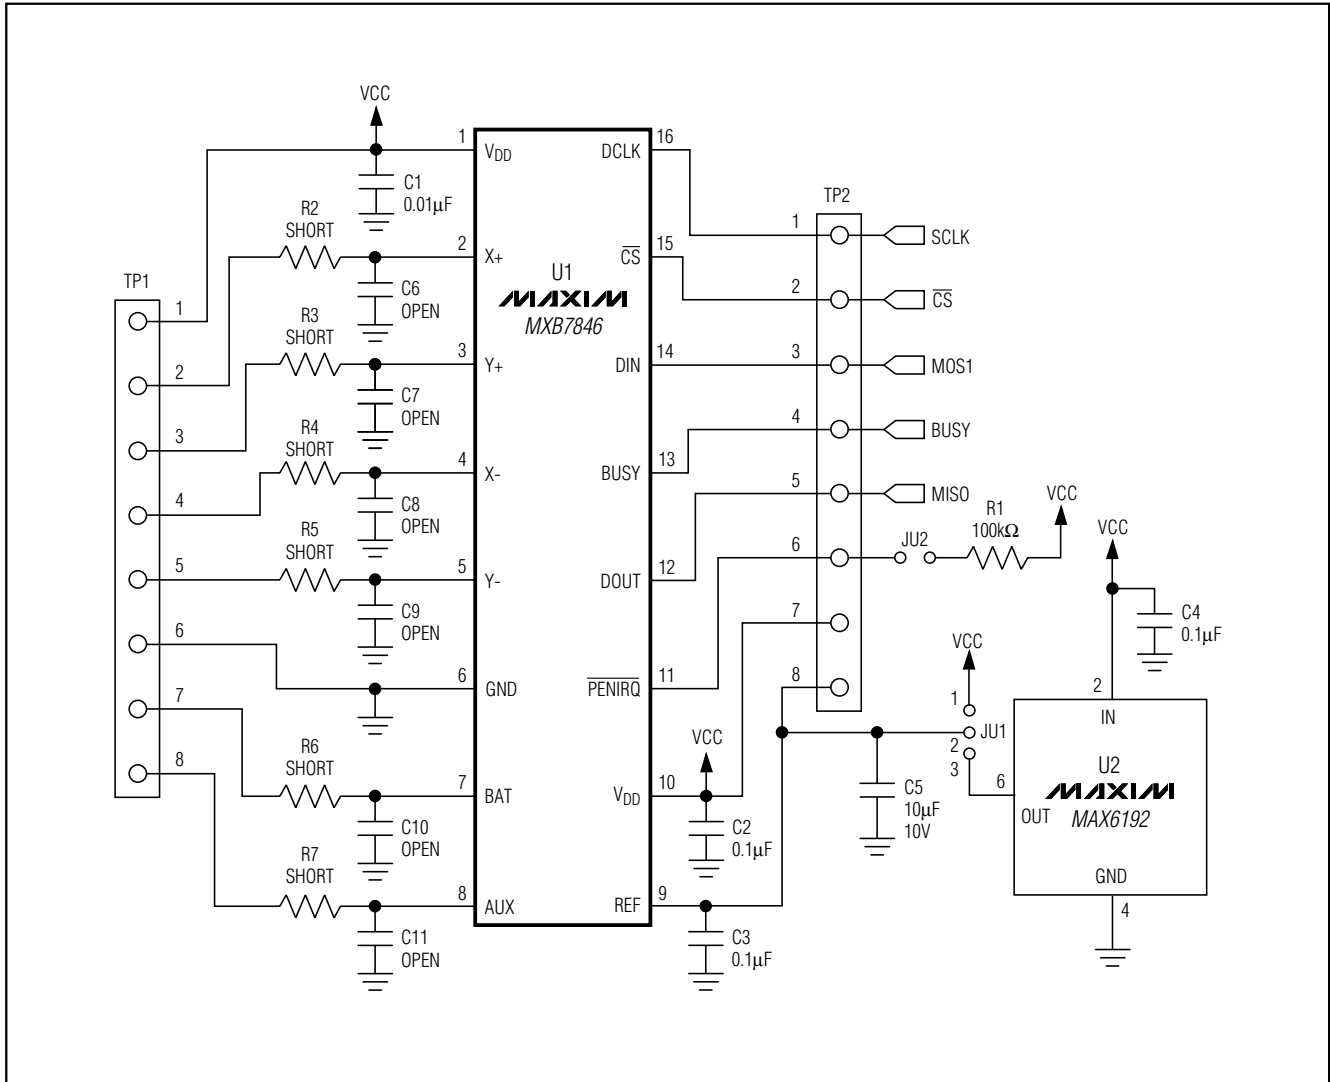 VCC
1
VDD
C1
0.01µF
R2
SHORT
2
X+
C6
OPEN
TP1
1
2
3
4
5
6
7
8
R3
SHORT
3
Y+
C7
OPEN
R4
SHORT
4
X-
C8
OPEN
R5
SHORT
5
Y-
C9
OPEN
6
GND
R6
SHORT
7
BAT
C10
OPEN
R7
SHORT
8
AUX
C11
OPEN
U1
MAXIM
MXB7846
16
DCLK
15
CS
14
DIN
13
BUSY
12
DOUT
11
PENIRQ
10
VDD
9
REF
VCC
C2
0.1µF
C3
0.1µF
TP2
1
SCLK
2
CS
3
MOS1
4
BUSY
5
MISO
6
7
8
JU2
R1
100kΩ
VCC
VCC
C4
0.1µF
VCC
1
JU1
2
3
C5
10µF
10V
2
IN
U2
MAXIM
MAX6192
6
OUT
GND
4